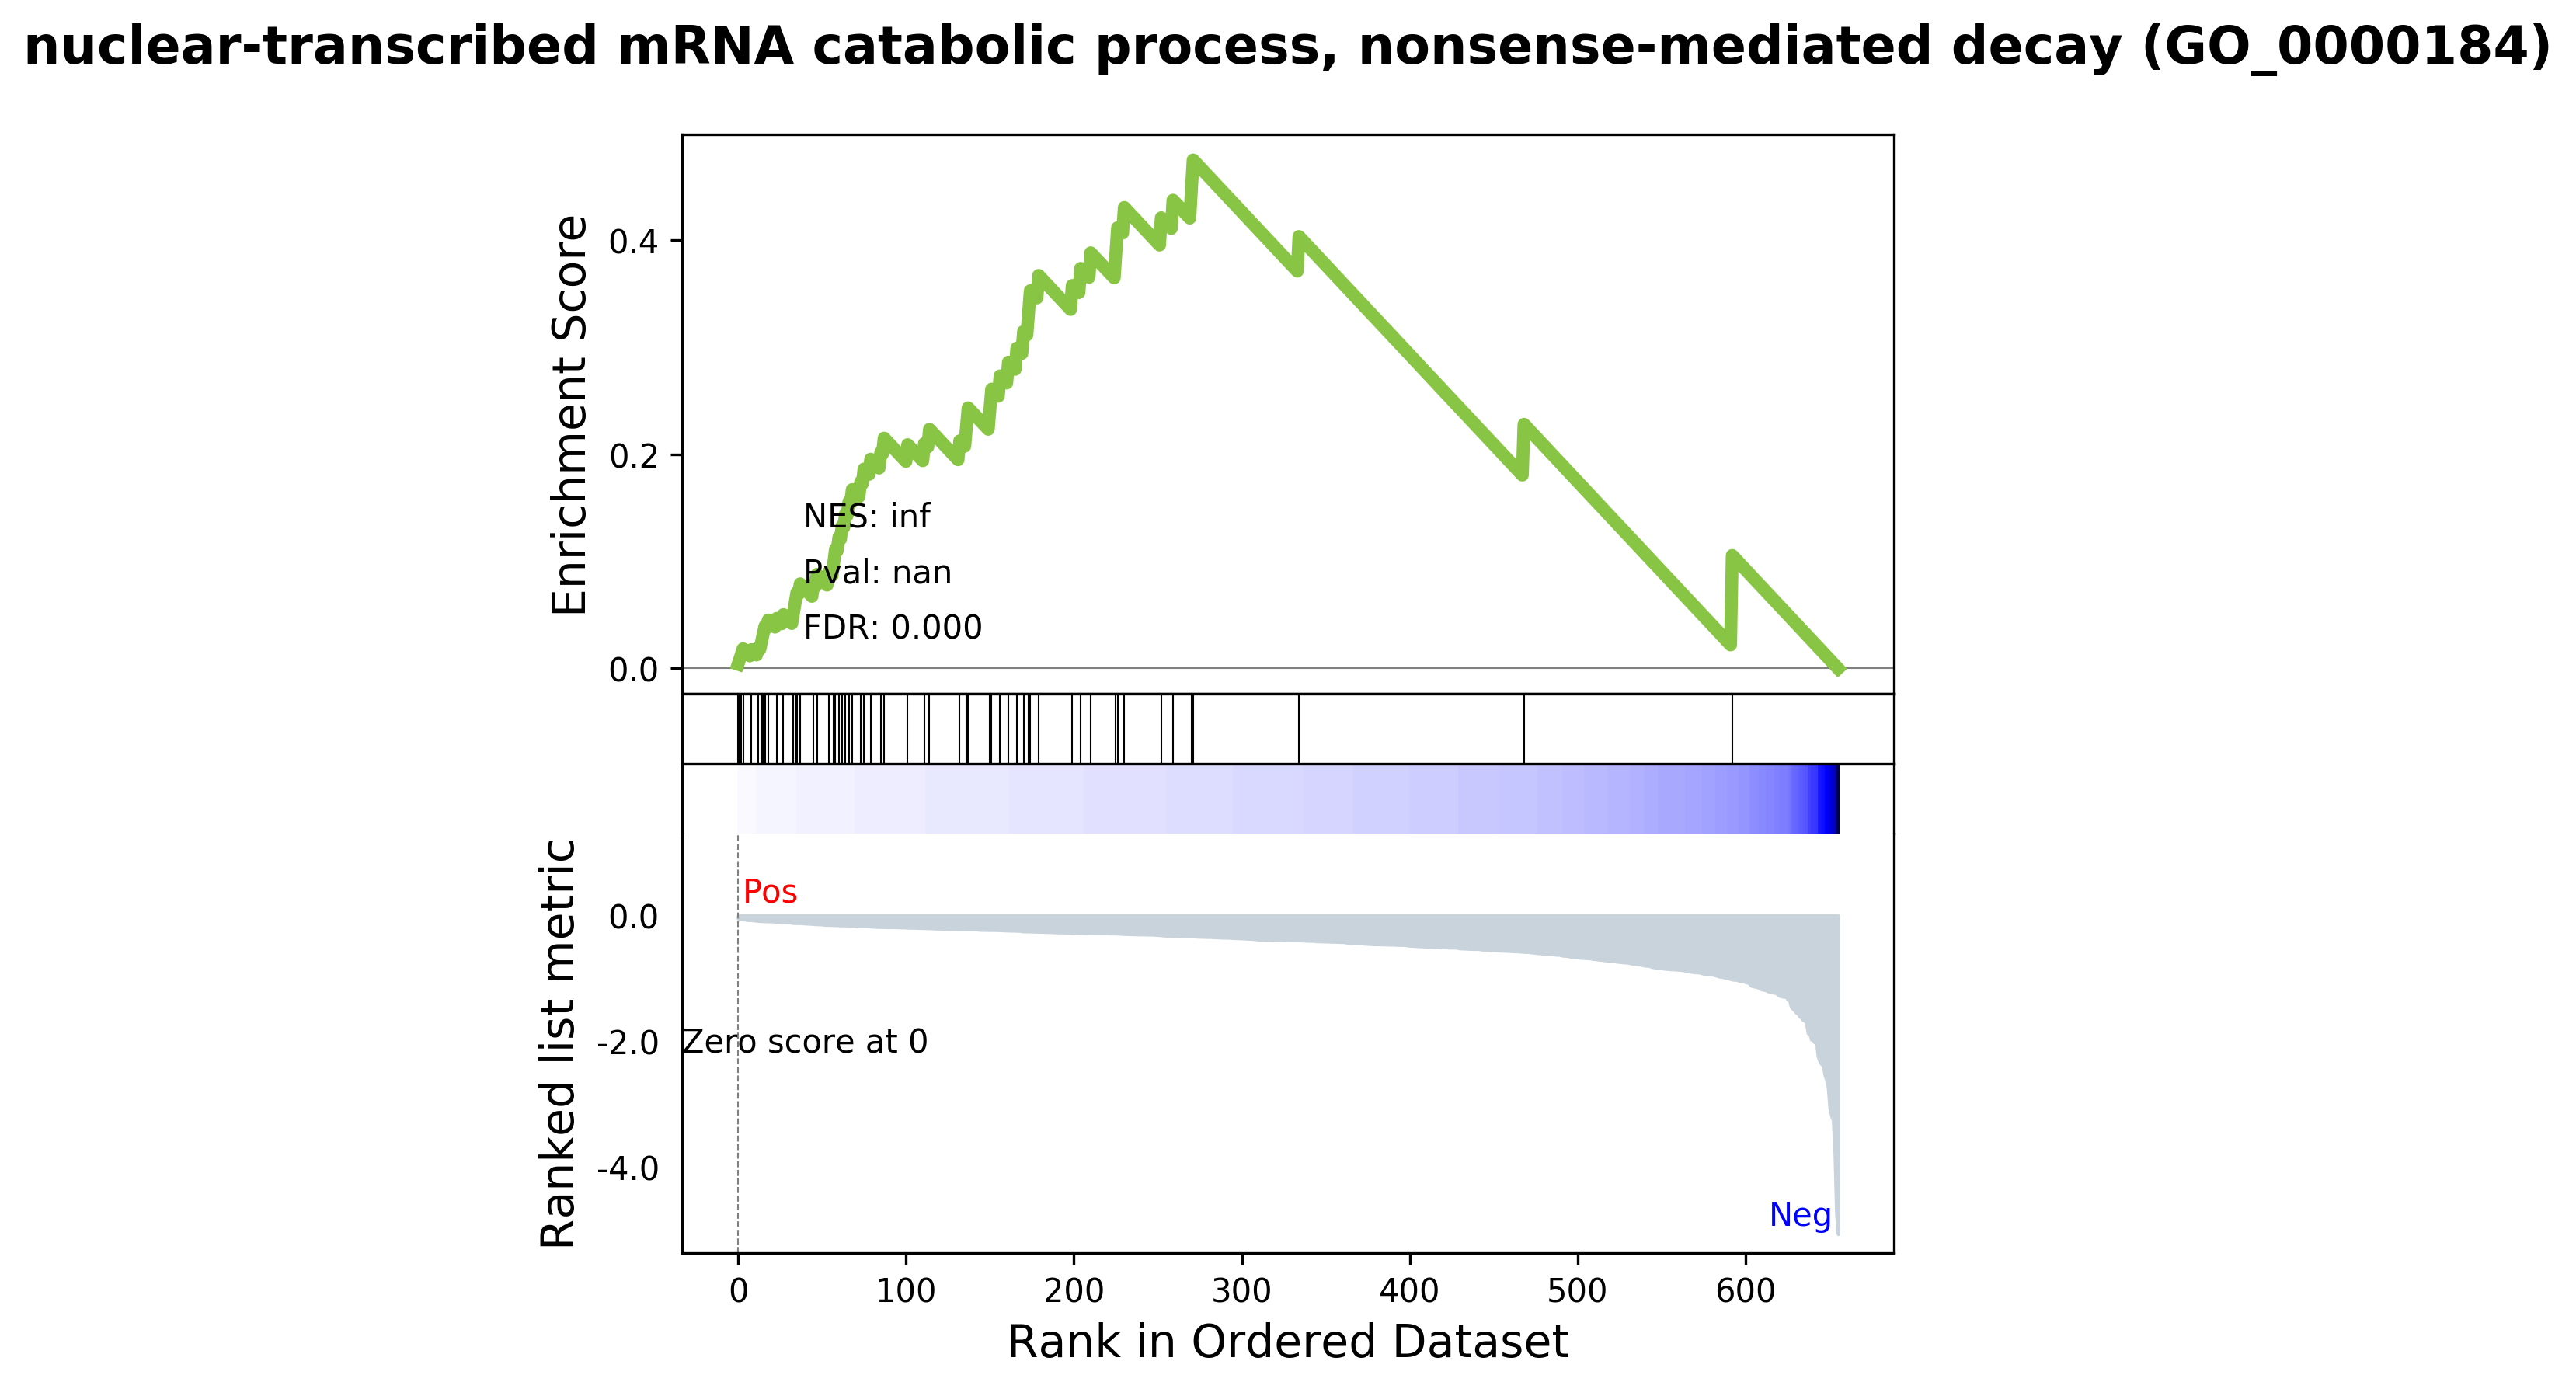 nuclear-transcribed mRNA catabolic process, nonsense-mediated decay (GO_0000184)
Enrichment Score
0.4
0.2
0.0
NES: inf
Pval: nan
FDR: 0.000
Ranked list metric
Pos
0.0
-2.0
Zero score at 0
-4.0
Neg
0 100 200 300 400 500 600
Rank in Ordered Dataset